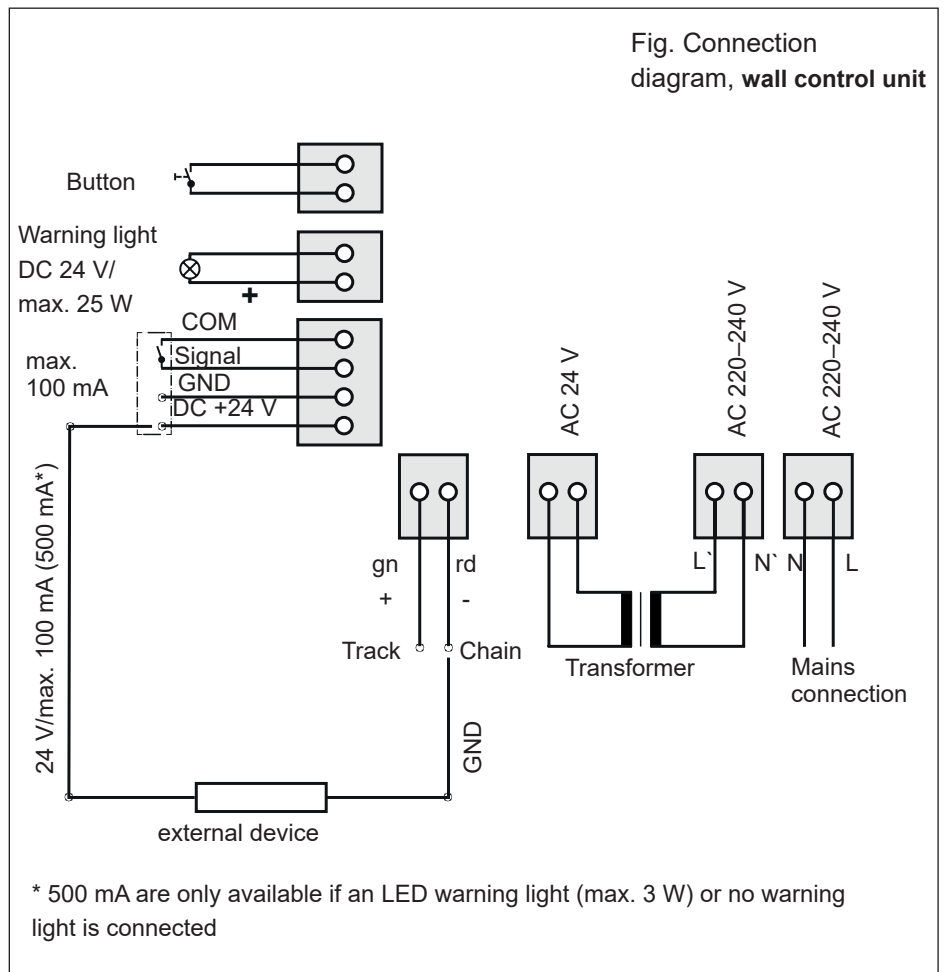 Fig. Connection
diagram, wall control unit
Button
Warning light
DC 24 V/
max. 25 W
+
COM
Signal
GND
DC +24 V
max.
100 mA
24 V/max. 100 mA (500 mA*)
AC 24 V
AC 220–240 V
AC 220–240 V
gn
rd
+
-
L`
N`
N
L
Track
Chain
Transformer
Mains
connection
GND
external device
* 500 mA are only available if an LED warning light (max. 3 W) or no warning
light is connected